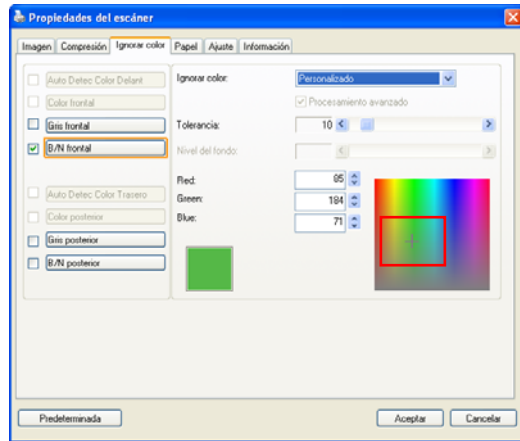 Propiedades del escáner
Imagen Compresión Ignorar color Papel Ajuste Información
Auto Detec Color Delant
Color frontal
Gris frontal
B/N frontal
Auto Detec Color Trasero
Color posterior
Gris posterior
B/N posterior
Ignorar color: Personalizado
Procesamiento avanzado
Tolerancia: 10
Nivel del fondo:
Red: 85
Green: 184
Blue: 71
Predeterminada Aceptar Cancelar